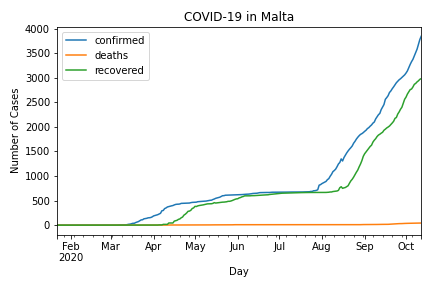 COVID-19 in Malta
confirmed
deaths
recovered
Number of Cases
4000
3500
3000
2500
2000
1500
1000
500
0
Feb Mar Apr May Jun Jul Aug Sep Oct
2020
Day